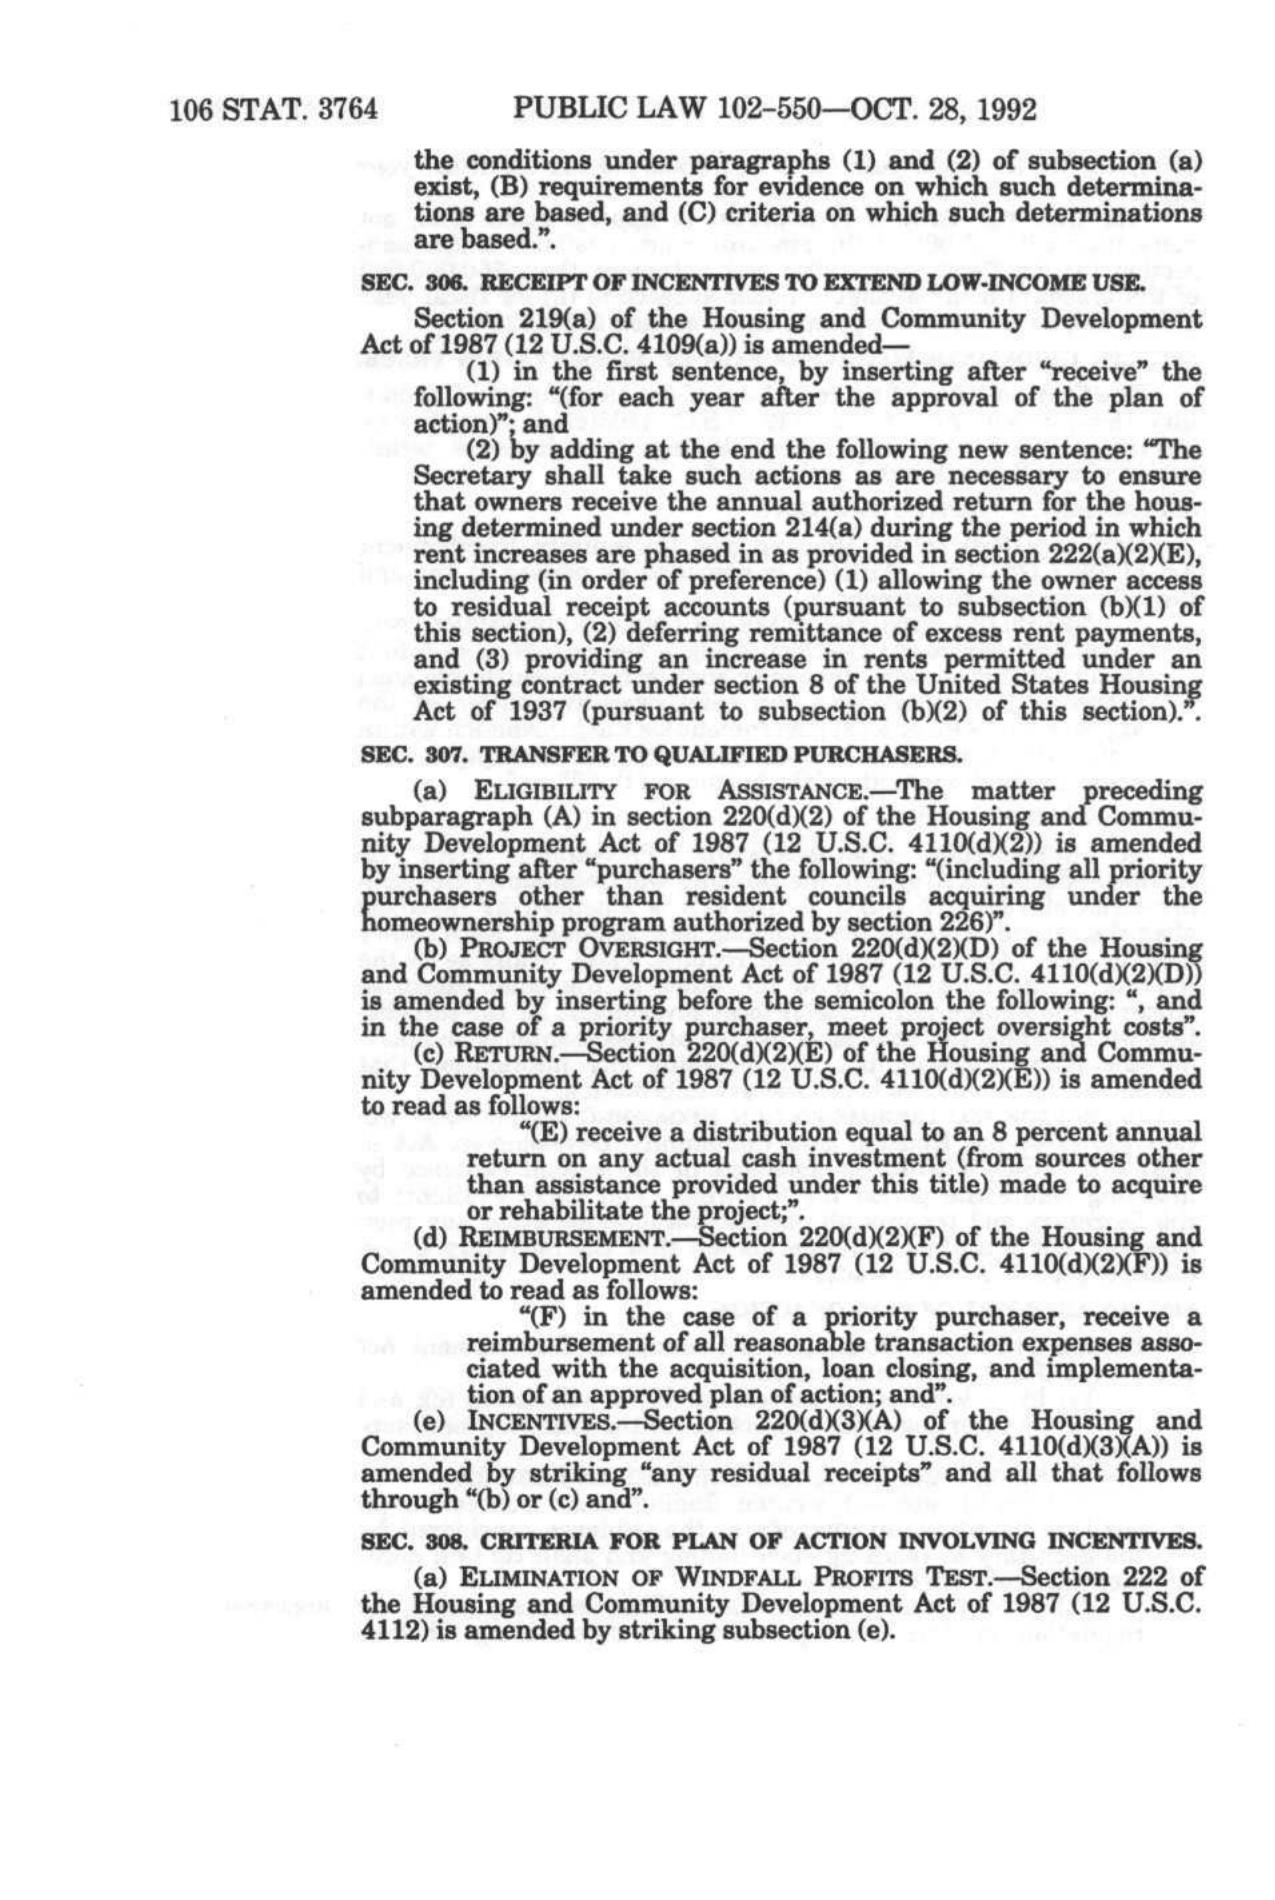 106 STAT. 3764 PUBLIC LAW 102-550—OCT. 28, 1992
the conditions under paragraphs (1) and (2) of subsection (a)
exist, (B) requirements for evidence on which such determina-
tions are based, and (C) criteria on which such determinations
are based.".
SEC. 306. RECEIPT OF INCENTIVES TO EXTEND LOW-INCOME USE.
Section 219(a) of the Housing and Community Development
Act of 1987 (12 U.S.C. 4109(a)) is amended—
(1) in the first sentence, by inserting after "receive" the
following: "(for each year after the approval of the plan of
action)"; and
(2) by adding at the end the following new sentence: "The
Secretary shall take such actions as are necessary to ensure
that owners receive the annual authorized return for the hous-
ing determined under section 214(a) during the period in which
rent increases are phased in as provided in section 222(a)(2)(E),
including (in order of preference) (1) allowing the owner access
to residual receipt accounts (pursuant to subsection (b)(1) of
this section), (2) deferring remittance of excess rent payments,
and (3) providing an increase in rents permitted under an
existing contract under section 8 of the United States Housing
Act of 1937 (pursuant to subsection (b)(2) of this section).".
SEC. 307. TRANSFER TO QUALIFIED PURCHASERS.
(a) ELIGIBILITY FOR ASSISTANCE.—The matter preceding
subparagraph (A) in section 220(d)(2) of the Housing and Commu-
nity Development Act of 1987 (12 U.S.C. 4110(d)(2)) is amended
by inserting after "purchasers" the following: "(including all priority
purchasers other than resident councils acquiring under the
homeownership program authorized by section 226)".
(b) PROJECT OVERSIGHT.—Section 220(d)(2)(D) of the Housing
and Community Development Act of 1987 (12 U.S.C. 4110(d)(2)(D))
is amended by inserting before the semicolon the following: ", and
in the case of a priority purchaser, meet project oversight costs".
(c) RETURN.—Section 220(d)(2)(E) of the Housing and Commu-
nity Development Act of 1987 (12 U.S.C. 4110(d)(2)(E)) is amended
to read as follows:
"(E) receive a distribution equal to an 8 percent annual
return on any actual cash investment (from sources other
than assistance provided under this title) made to acquire
or rehabilitate the project;".
(d) REIMBURSEMENT.—Section 220(d)(2)(F) of the Housing and
Community Development Act of 1987 (12 U.S.C. 4110(d)(2)(F)) is
amended to read as follows:
"(F) in the case of a priority purchaser, receive a
reimbursement of all reasonable transaction expenses asso-
ciated with the acquisition, loan closing, and implementa-
tion of an approved plan of action; and".
(e) INCENTIVES.—Section 220(d)(3)(A) of the Housing and
Community Development Act of 1987 (12 U.S.C. 4110(d)(3)(A)) is
amended by striking "any residual receipts" and all that follows
through "(b) or (c) and".
SEC. 308. CRITERIA FOR PLAN OF ACTION INVOLVING INCENTIVES.
(a) ELIMINATION OF WINDFALL PROFITS TEST.—Section 222 of
the Housing and Community Development Act of 1987 (12 U.S.C.
4112) is amended by striking subsection (e).